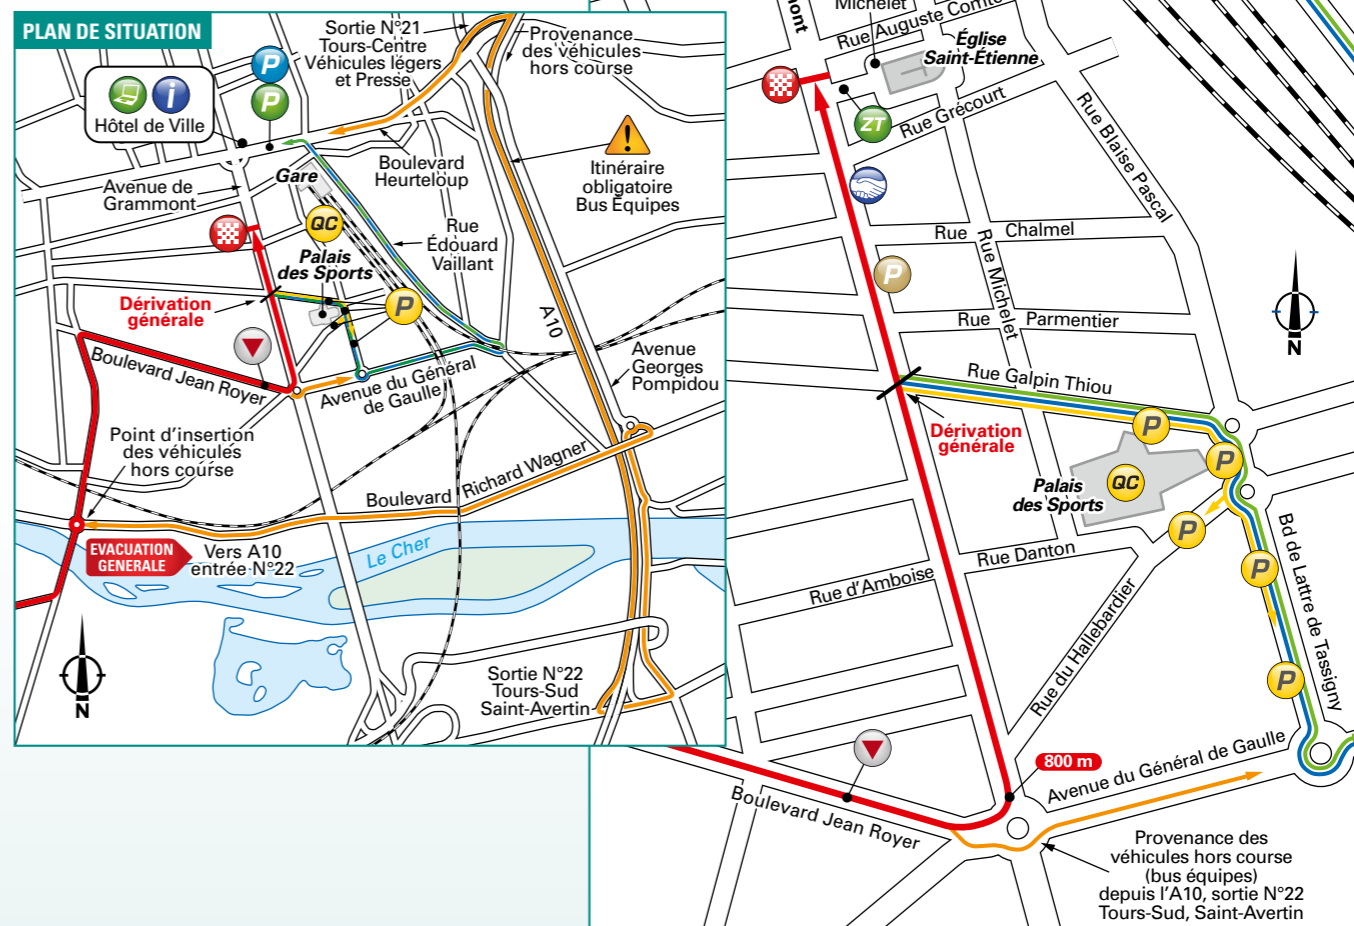 PLAN DE SITUATION
Sortie N°21
Tours-Centre
Véhicules légers
et Presse
Provenance
des véhicules
hors course
P
P
i
Hôtel de Ville
Avenue de
Grammont
Gare
QC
Boulevard
Heurteloup
Itinéraire
obligatoire
Bus Équipes
Rue
Édouard
Vaillant
Palais
des Sports
Dérivation
générale
P
A10
Boulevard Jean Royer
Avenue du Général
de Gaulle
Avenue
Georges
Pompidou
Point d'insertion
des véhicules
hors course
Boulevard Richard Wagner
EVACUATION
GENERALE
Vers A10
entrée N°22
Le Cher
Sortie N°22
Tours-Sud
Saint-Avertin
N
mont
Michelet
Rue Auguste Comte
Église
Saint-Étienne
ZT
Rue Grécourt
Rue Blaise Pascal
Rue Chalmel
Rue Michelet
P
Rue Parmentier
N
Rue Galpin Thiou
Dérivation
générale
P
P
QC
Palais
des Sports
P
Rue Danton
P
Bd de Lattre de Tassigny
Rue d'Amboise
Rue du Hallebardier
P
800 m
Avenue du Général de Gaulle
Boulevard Jean Royer
Provenance des
véhicules hors course
(bus équipes)
depuis l'A10, sortie N°22
Tours-Sud, Saint-Avertin